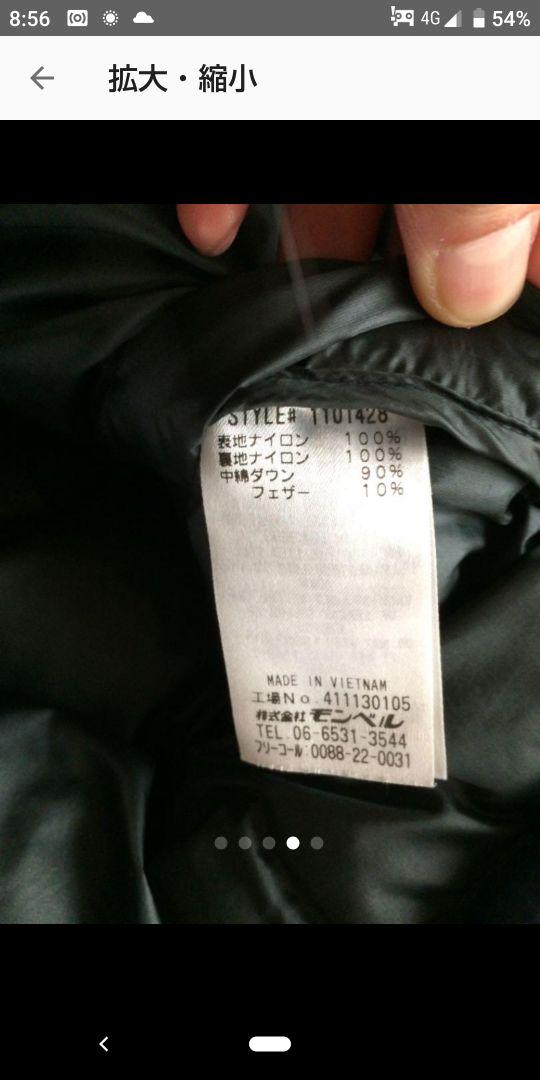 8:56
4G
54%
拡大・縮小
STYLE# 1101428
表地ナイロン 100%
裏地ナイロン 100%
中綿ダウン 90%
フェザー 10%
MADE IN VIETNAM
工場No.411130105
株式会社モンベル
TEL.06-6531-3544
フリーコール:0088-22-0031